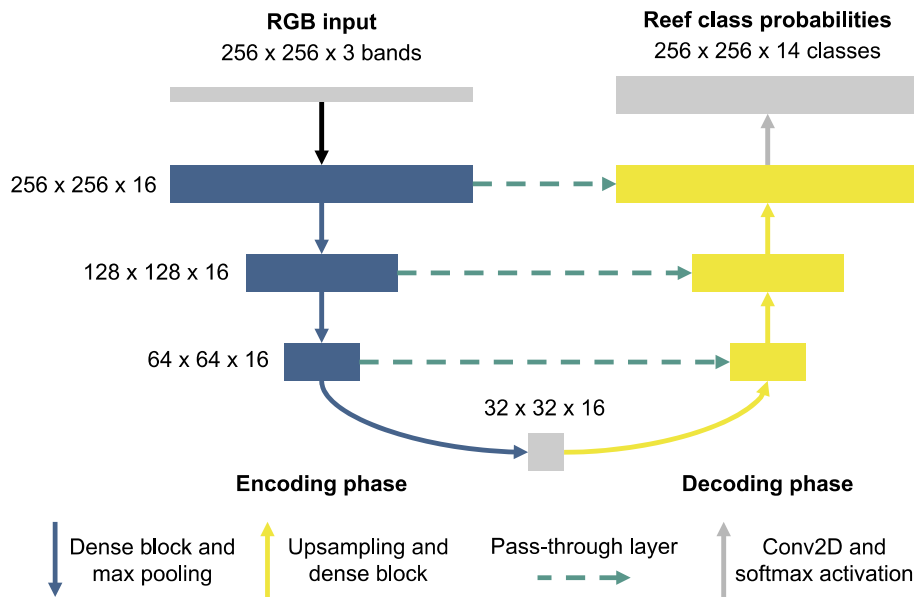 RGB input
256 x 256 x 3 bands
Reef class probabilities
256 x 256 x 14 classes
256 x 256 x 16
128 x 128 x 16
64 x 64 x 16
32 x 32 x 16
Encoding phase
Decoding phase
Dense block and
max pooling
Upsampling and
dense block
Pass-through layer
Conv2D and
softmax activation